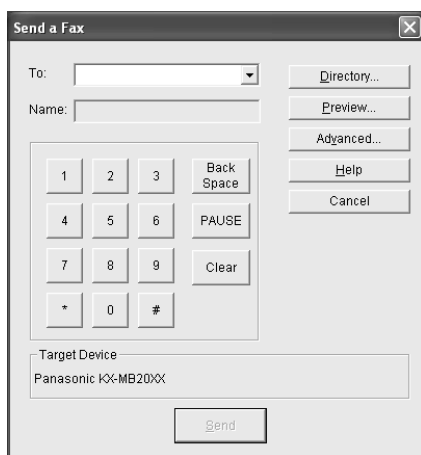 Send a Fax
To:
Directory...
Name:
Preview...
Advanced...
Help
Cancel
1 2 3 Back Space
4 5 6 PAUSE
7 8 9 Clear
* 0 #
Target Device
Panasonic KX-MB20XX
Send